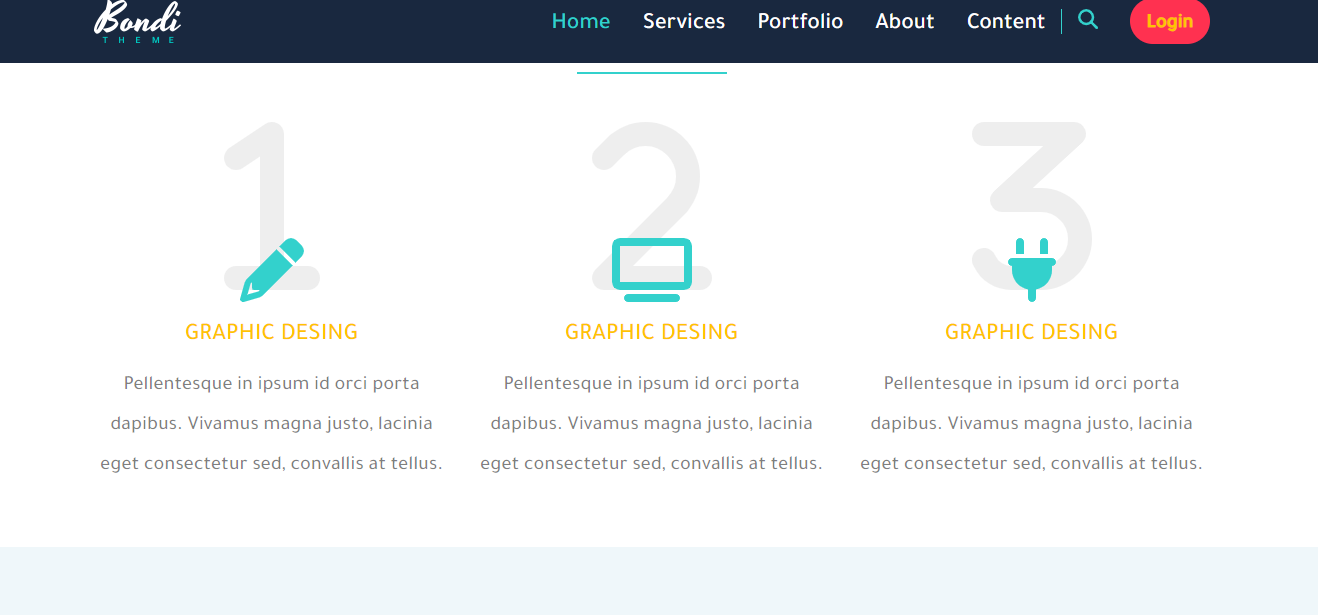 Bondi
THEME
Home Services Portfolio About Content Login
1 2 3
GRAPHIC DESING GRAPHIC DESING GRAPHIC DESING
Pellentesque in ipsum id orci porta
dapibus. Vivamus magna justo, lacinia
eget consectetur sed, convallis at tellus.
Pellentesque in ipsum id orci porta
dapibus. Vivamus magna justo, lacinia
eget consectetur sed, convallis at tellus.
Pellentesque in ipsum id orci porta
dapibus. Vivamus magna justo, lacinia
eget consectetur sed, convallis at tellus.